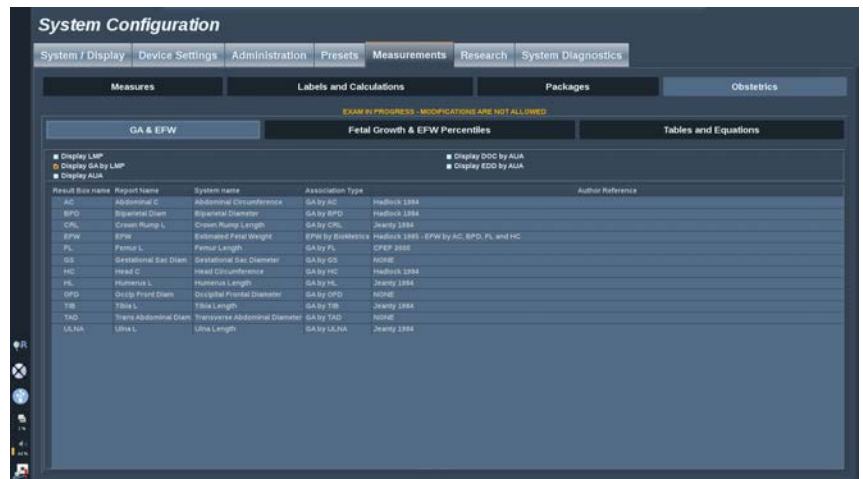 System Configuration
System / Display Device Settings Administration Presets Measurements Research System Diagnostics
Measures Labels and Calculations Packages Obstetrics
EXAM IN PROGRESS - MODIFICATIONS ARE NOT ALLOWED
GA & EFW Fetal Growth & EFW Percentiles Tables and Equations
Display LMP Display DOC by AUA
Display GA by LMP Display EDD by AUA
Display AUA
Result Box name Report Name System name Association Type Author Reference
AC Abdominal C Abdominal Circumference GA by AC Hadlock 1984
BPD Biparietal Diam Biparietal Diameter GA by BPD Hadlock 1984
CRL Crown Rump L Crown Rump Length GA by CRL Jeanty 1984
EFW EFW Estimated Fetal Weight EFW by BioMetrics Hadlock 1985 - EFW by AC, BPD, FL and HC
FL Femur L Femur Length GA by FL CFEF 2000
GS Gestational Sac Diam Gestational Sac Diameter GA by GS NONE
HC Head C Head Circumference GA by HC Hadlock 1984
HL Humerus L Humerus Length GA by HL Jeanty 1984
OFD Occip Front Diam Occipital Frontal Diameter GA by OFD NONE
TIB Tibia L Tibia Length GA by TIB Jeanty 1984
TAD Trans Abdominal Diam Transverse Abdominal Diameter GA by TAD NONE
ULNA Ulna L Ulna Length GA by ULNA Jeanty 1984
R